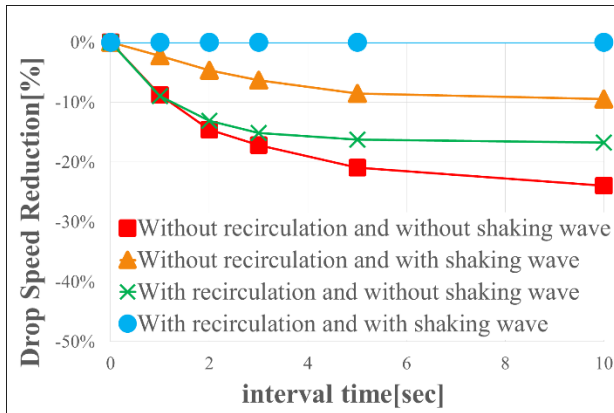 0%
-10%
-20%
-30%
-40%
-50%
Drop Speed Reduction[%]
Without recirculation and without shaking wave
Without recirculation and with shaking wave
With recirculation and without shaking wave
With recirculation and with shaking wave
0 2 4 6 8 10
interval time[sec]